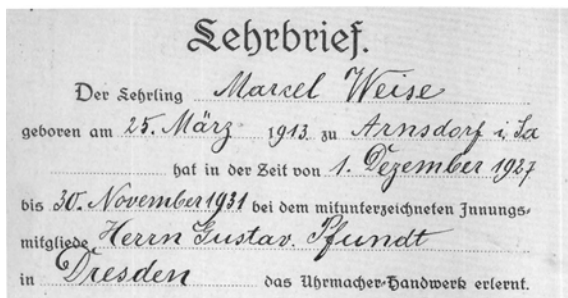 Lehrbrief.
Der Lehrling Marcel Weise
geboren am 25. März 1913 zu Arnsdorf i. Sa
hat in der Zeit von 1. Dezember 1927
bis 30. November 1931 bei dem mitunterzeichneten Innungs-
mitgliede Herrn Gustav. Pfundt
in Dresden das Uhrmacher-Handwerk erlernt.